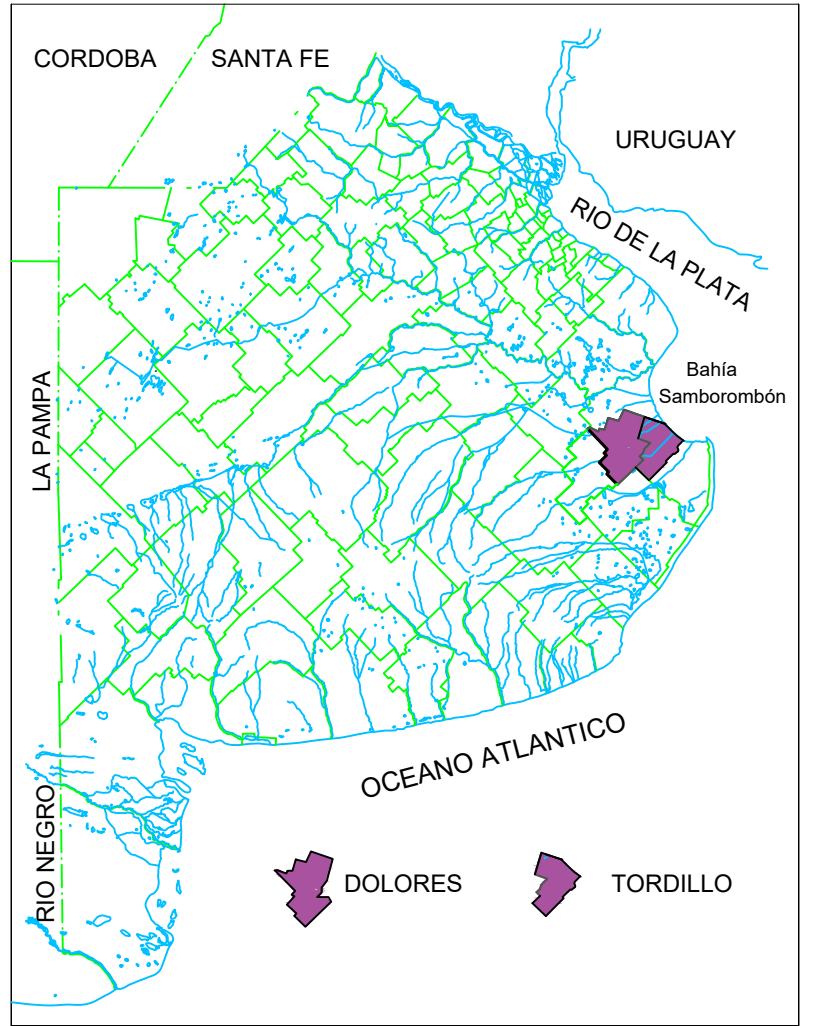 CORDOBA
SANTA FE
URUGUAY
RIO DE LA PLATA
Bahía
Samborombón
LA PAMPA
OCEANO ATLANTICO
RIO NEGRO
DOLORES
TORDILLO